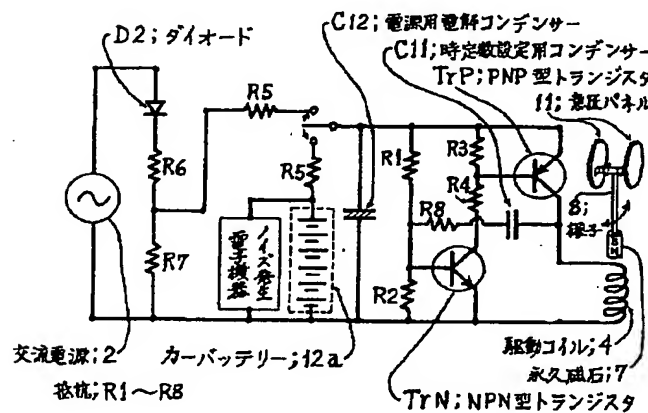 C12;電源用電解コンデンサー
D2;ダイオード
C11;時定数設定用コンデンサー
TrP;PNP型トランジスタ
11;意匠パネル
R5
R6
R5
R7
R1
R3
R4
R8
R2
8;
振子
ノイズ発生
電子機器
交流電源;2
カーバッテリー;12a
駆動コイル;4
抵抗;R1～R8
永久磁石;7
TrN;NPN型トランジスタ